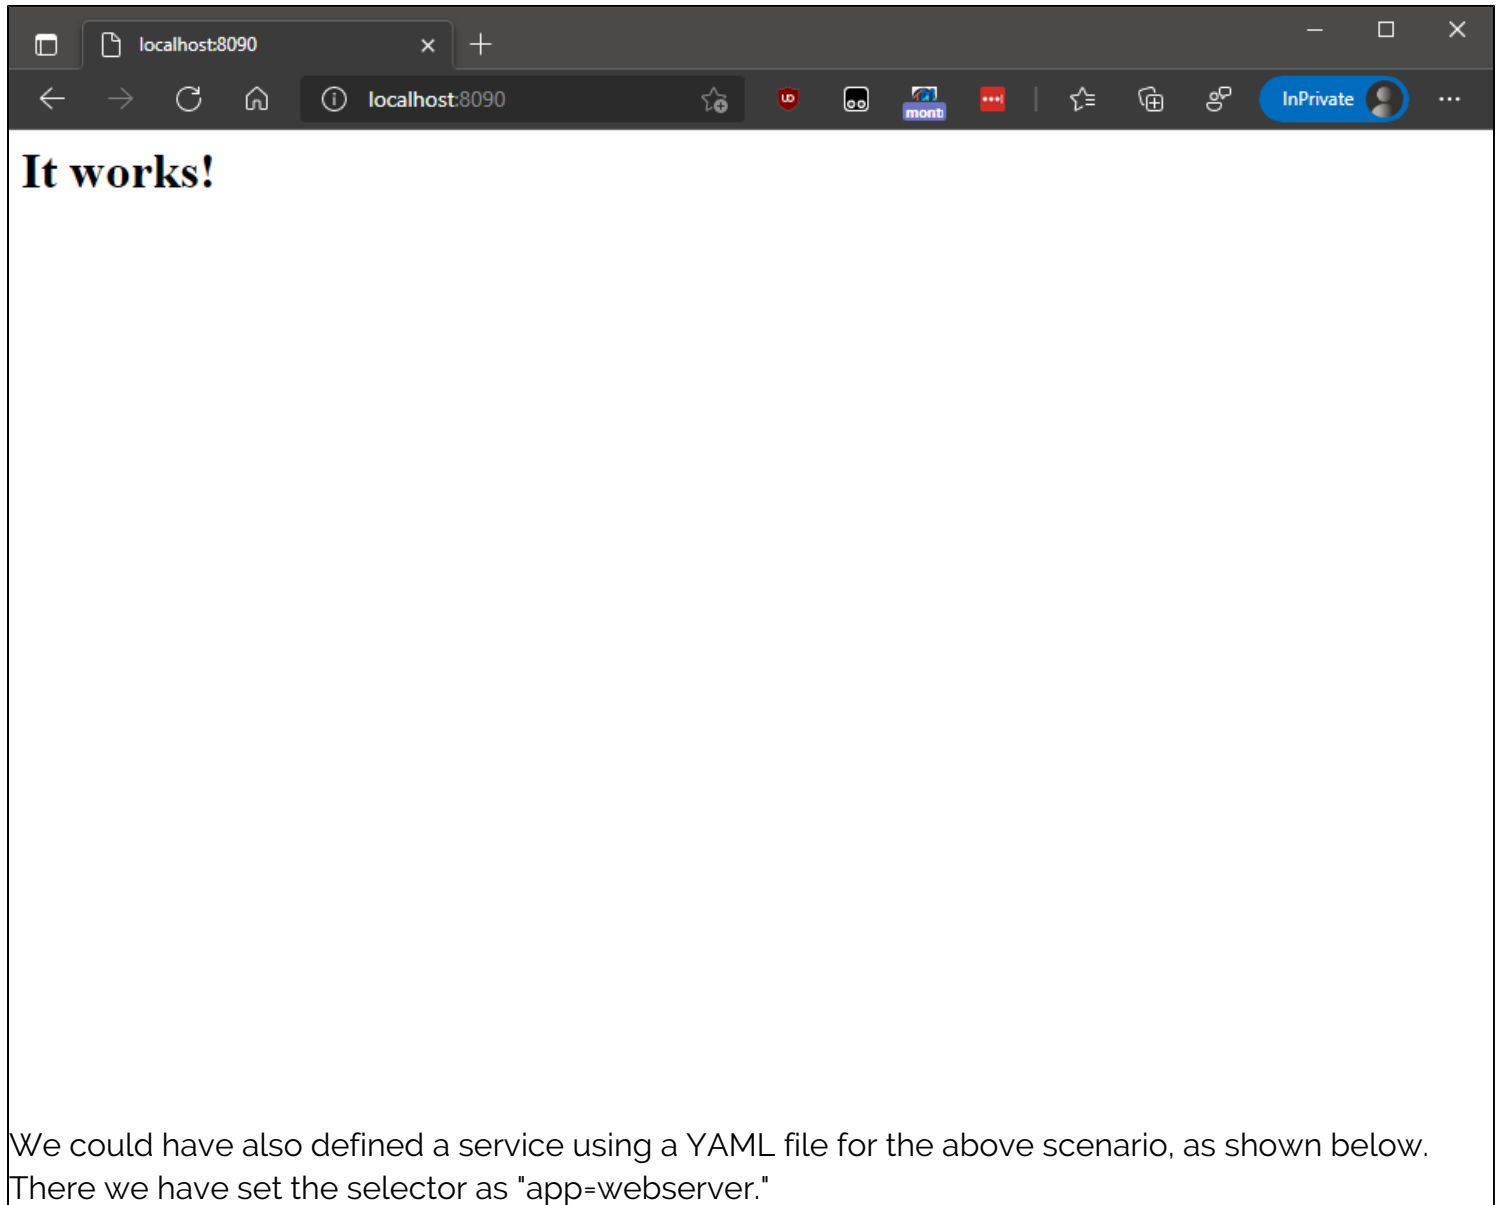 localhost:8090
localhost:8090
mont
InPrivate
It works!
We could have also defined a service using a YAML file for the above scenario, as shown below.
There we have set the selector as "app=webserver."